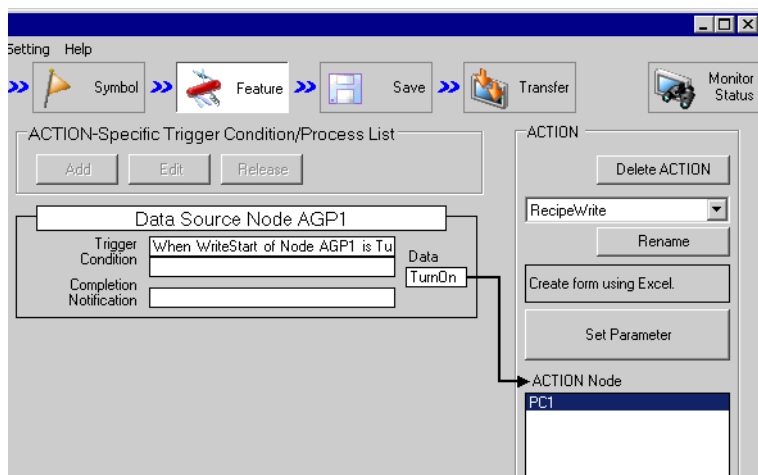 Setting Help
Symbol
Feature
Save
Transfer
Monitor
Status
ACTION-Specific Trigger Condition/Process List
Add
Edit
Release
Data Source Node AGP1
Trigger
Condition
When WriteStart of Node AGP1 is Tu
Data
TurnOn
Completion
Notification
ACTION
Delete ACTION
RecipeWrite
Rename
Create form using Excel.
Set Parameter
ACTION Node
PC1